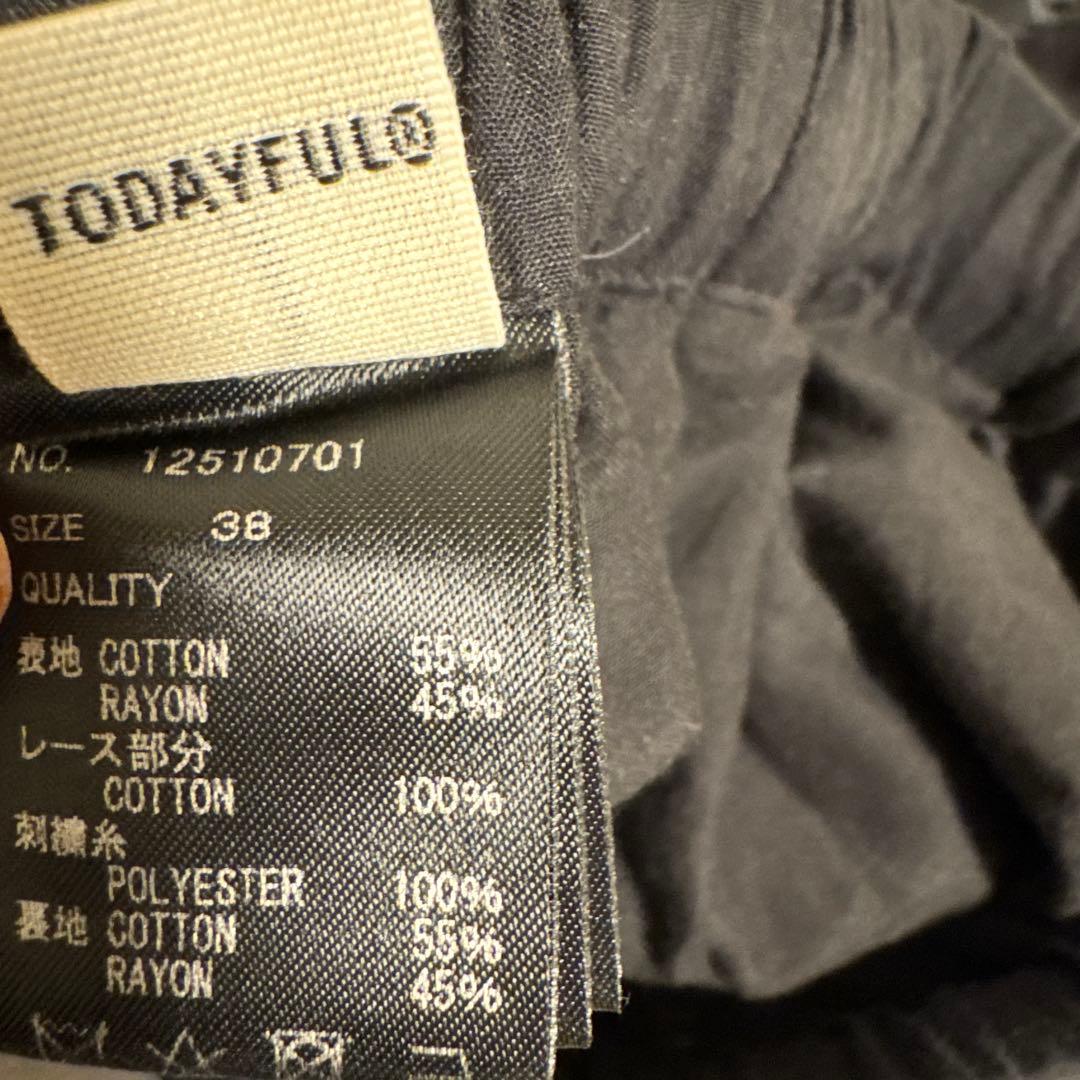 TODAYFUL®
NO. 12510701
SIZE 38
QUALITY
表地 COTTON 55%
RAYON 45%
レース部分
COTTON 100%
刺繍糸
POLYESTER 100%
裏地 COTTON 55%
RAYON 45%